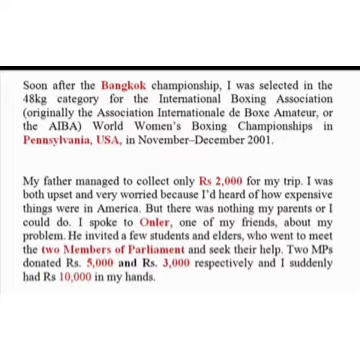 Soon after the Bangkok championship, I was selected in the
48kg category for the International Boxing Association
(originally the Association Internationale de Boxe Amateur, or
the AIBA) World Women's Boxing Championships in
Pennsylvania, USA, in November–December 2001.
My father managed to collect only Rs 2,000 for my trip. I was
both upset and very worried because I'd heard of how expensive
things were in America. But there was nothing my parents or I
could do. I spoke to Onler, one of my friends, about my
problem. He invited a few students and elders, who went to meet
the two Members of Parliament and seek their help. Two MPs
donated Rs. 5,000 and Rs. 3,000 respectively and I suddenly
had Rs 10,000 in my hands.